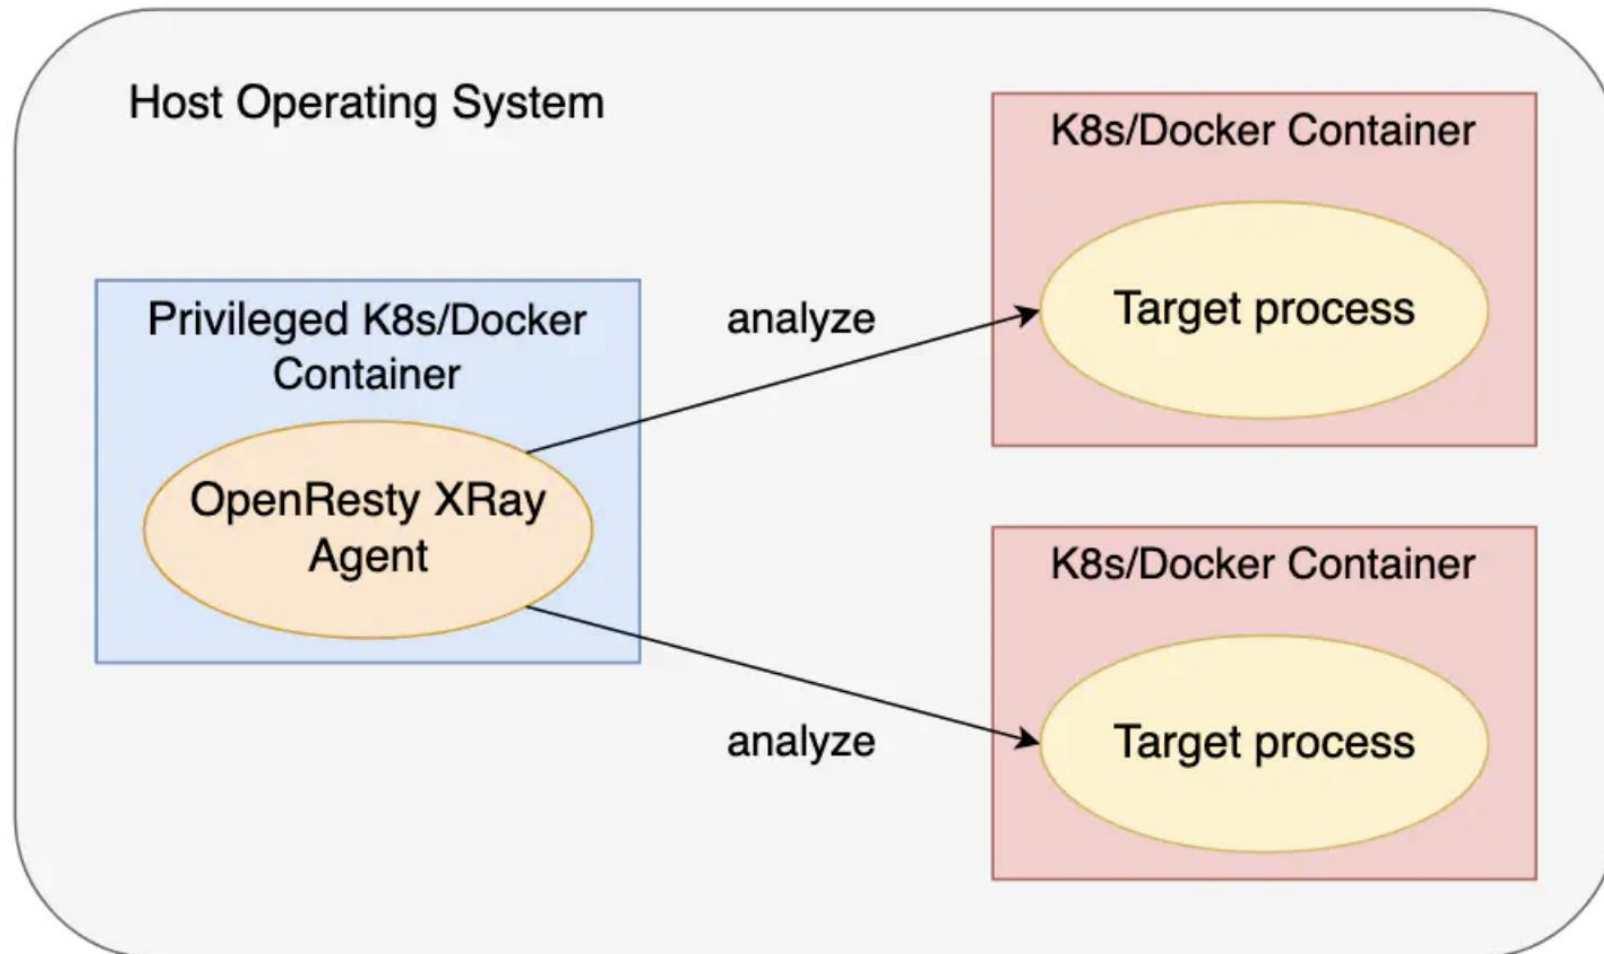 Host Operating System
Privileged K8s/Docker
Container
OpenResty XRay
Agent
analyze
analyze
K8s/Docker Container
Target process
K8s/Docker Container
Target process